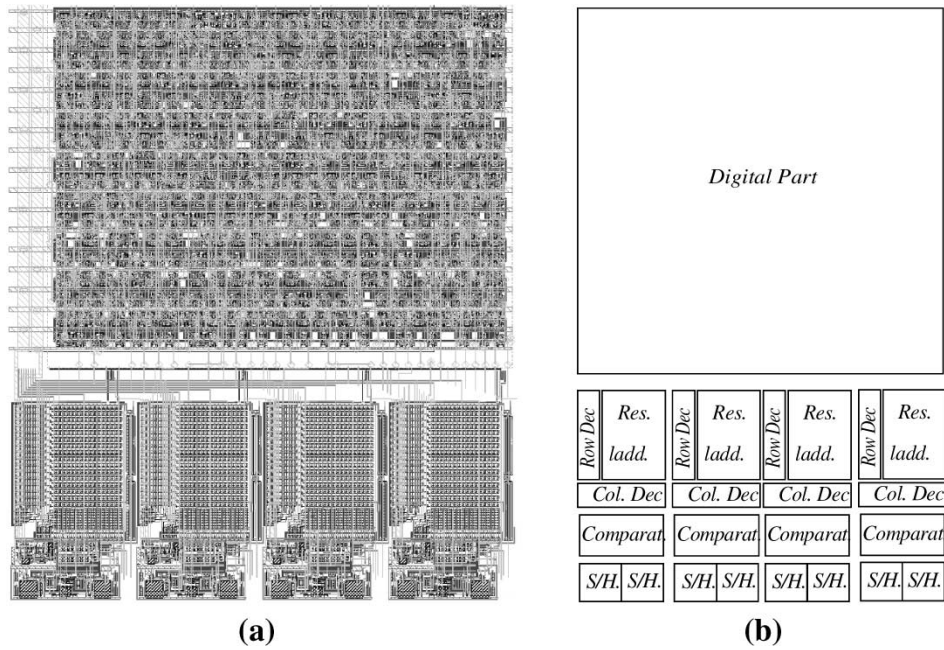 Digital Part
Row Dec Res. ladd. Row Dec Res. ladd. Row Dec Res. ladd. Row Dec Res. ladd.
Col. Dec Col. Dec Col. Dec Col. Dec
Comparat. Comparat. Comparat. Comparat.
S/H. S/H. S/H. S/H. S/H. S/H. S/H. S/H.
(a) (b)